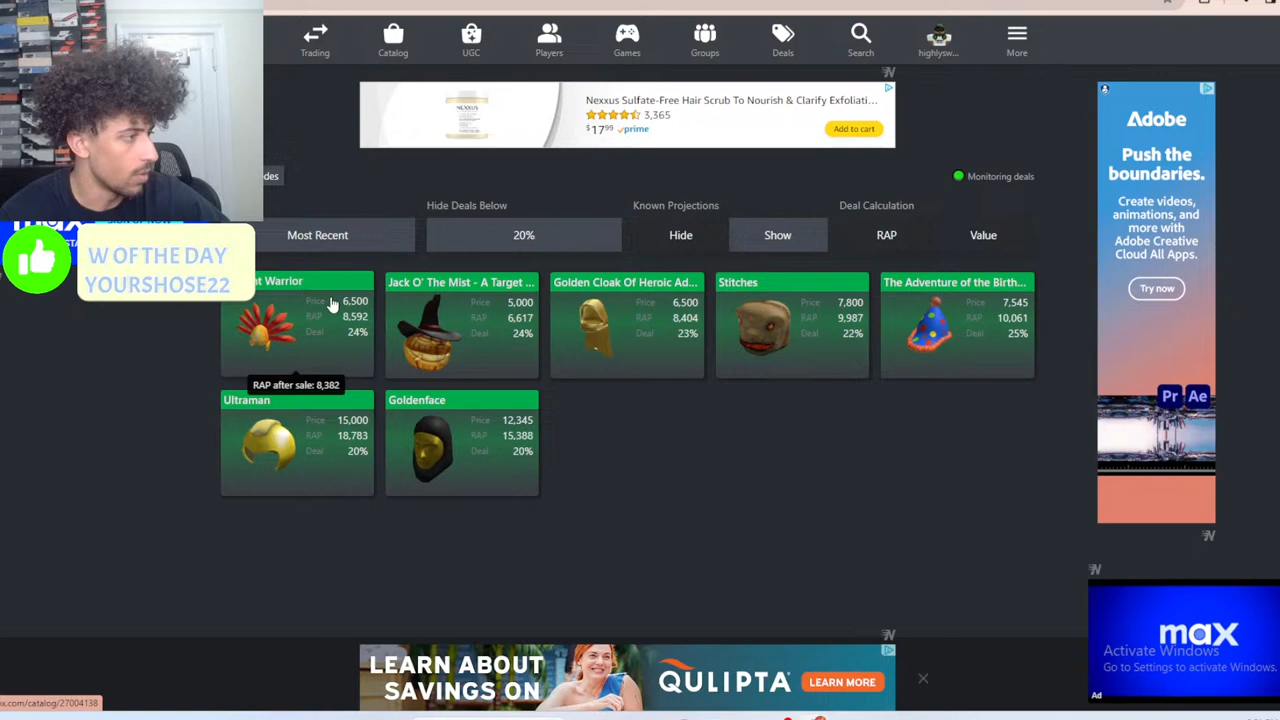 Trading
Catalog
UGC
Players
Games
Groups
Deals
Search
highlysw...
More
Nexxus Sulfate-Free Hair Scrub To Nourish & Clarify Exfoliati...
3,365
$17⁹⁹ prime
Add to cart
Adobe
Push the
boundaries.
Create videos,
animations, and
more with
Adobe Creative
Cloud All Apps.
Try now
Pr Ae
Monitoring deals
Hide Deals Below
Known Projections
Deal Calculation
Most Recent
20%
Hide
Show
RAP
Value
W OF THE DAY
YOURSHOSE22
Warrior
Price 6,500
RAP 8,592
Deal 24%
RAP after sale: 8,382
Jack O' The Mist - A Target ...
Price 5,000
RAP 6,617
Deal 24%
Golden Cloak Of Heroic Ad...
Price 6,500
RAP 8,404
Deal 23%
Stitches
Price 7,800
RAP 9,987
Deal 22%
The Adventure of the Birth...
Price 7,545
RAP 10,061
Deal 25%
Ultraman
Price 15,000
RAP 18,783
Deal 20%
Goldenface
Price 12,345
RAP 15,388
Deal 20%
max
Activate Windows
Go to Settings to activate Windows.
Ad
LEARN ABOUT
SAVINGS ON
QULIPTA
LEARN MORE
x.com/catalog/27004138